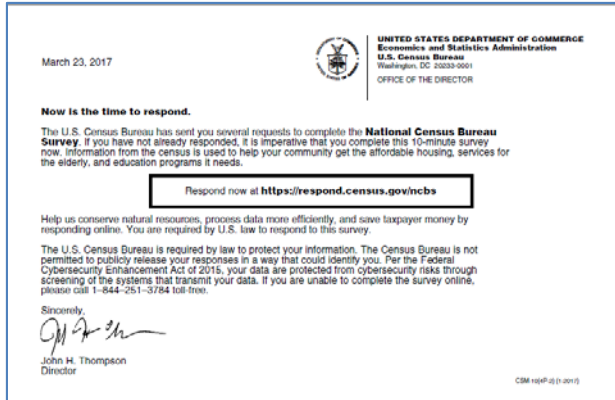 March 23, 2017
UNITED STATES DEPARTMENT OF COMMERCE
Economics and Statistics Administration
U.S. Census Bureau
Washington, DC 20233-0001
OFFICE OF THE DIRECTOR
Now is the time to respond.
The U.S. Census Bureau has sent you several requests to complete the National Census Bureau
Survey. If you have not already responded, it is imperative that you complete this 10-minute survey
now. Information from the census is used to help your community get the affordable housing, services for
the elderly, and education programs it needs.
Respond now at https://respond.census.gov/ncbs
Help us conserve natural resources, process data more efficiently, and save taxpayer money by
responding online. You are required by U.S. law to respond to this survey.
The U.S. Census Bureau is required by law to protect your information. The Census Bureau is not
permitted to publicly release your responses in a way that could identify you. Per the Federal
Cybersecurity Enhancement Act of 2015, your data are protected from cybersecurity risks through
screening of the systems that transmit your data. If you are unable to complete the survey online,
please call 1–844–251–3784 toll-free.
Sincerely,
John H. Thompson
Director